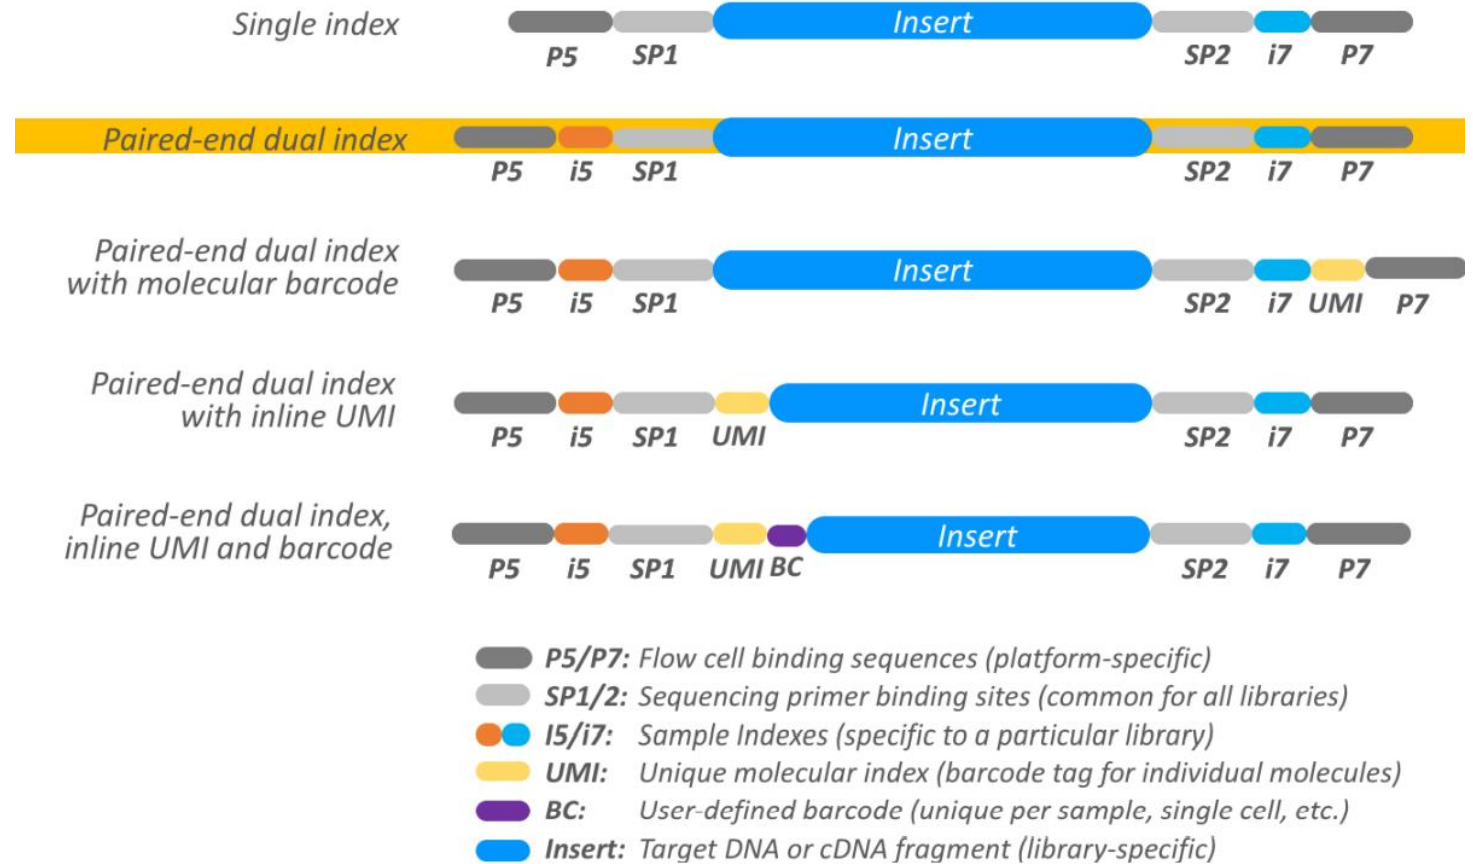 Single index
Insert
P5 SP1 SP2 i7 P7
Paired-end dual index
Insert
P5 i5 SP1 SP2 i7 P7
Paired-end dual index
with molecular barcode
Insert
P5 i5 SP1 SP2 i7 UMI P7
Paired-end dual index
with inline UMI
Insert
P5 i5 SP1 UMI SP2 i7 P7
Paired-end dual index,
inline UMI and barcode
Insert
P5 i5 SP1 UMI BC SP2 i7 P7
P5/P7: Flow cell binding sequences (platform-specific)
SP1/2: Sequencing primer binding sites (common for all libraries)
I5/i7: Sample Indexes (specific to a particular library)
UMI: Unique molecular index (barcode tag for individual molecules)
BC: User-defined barcode (unique per sample, single cell, etc.)
Insert: Target DNA or cDNA fragment (library-specific)